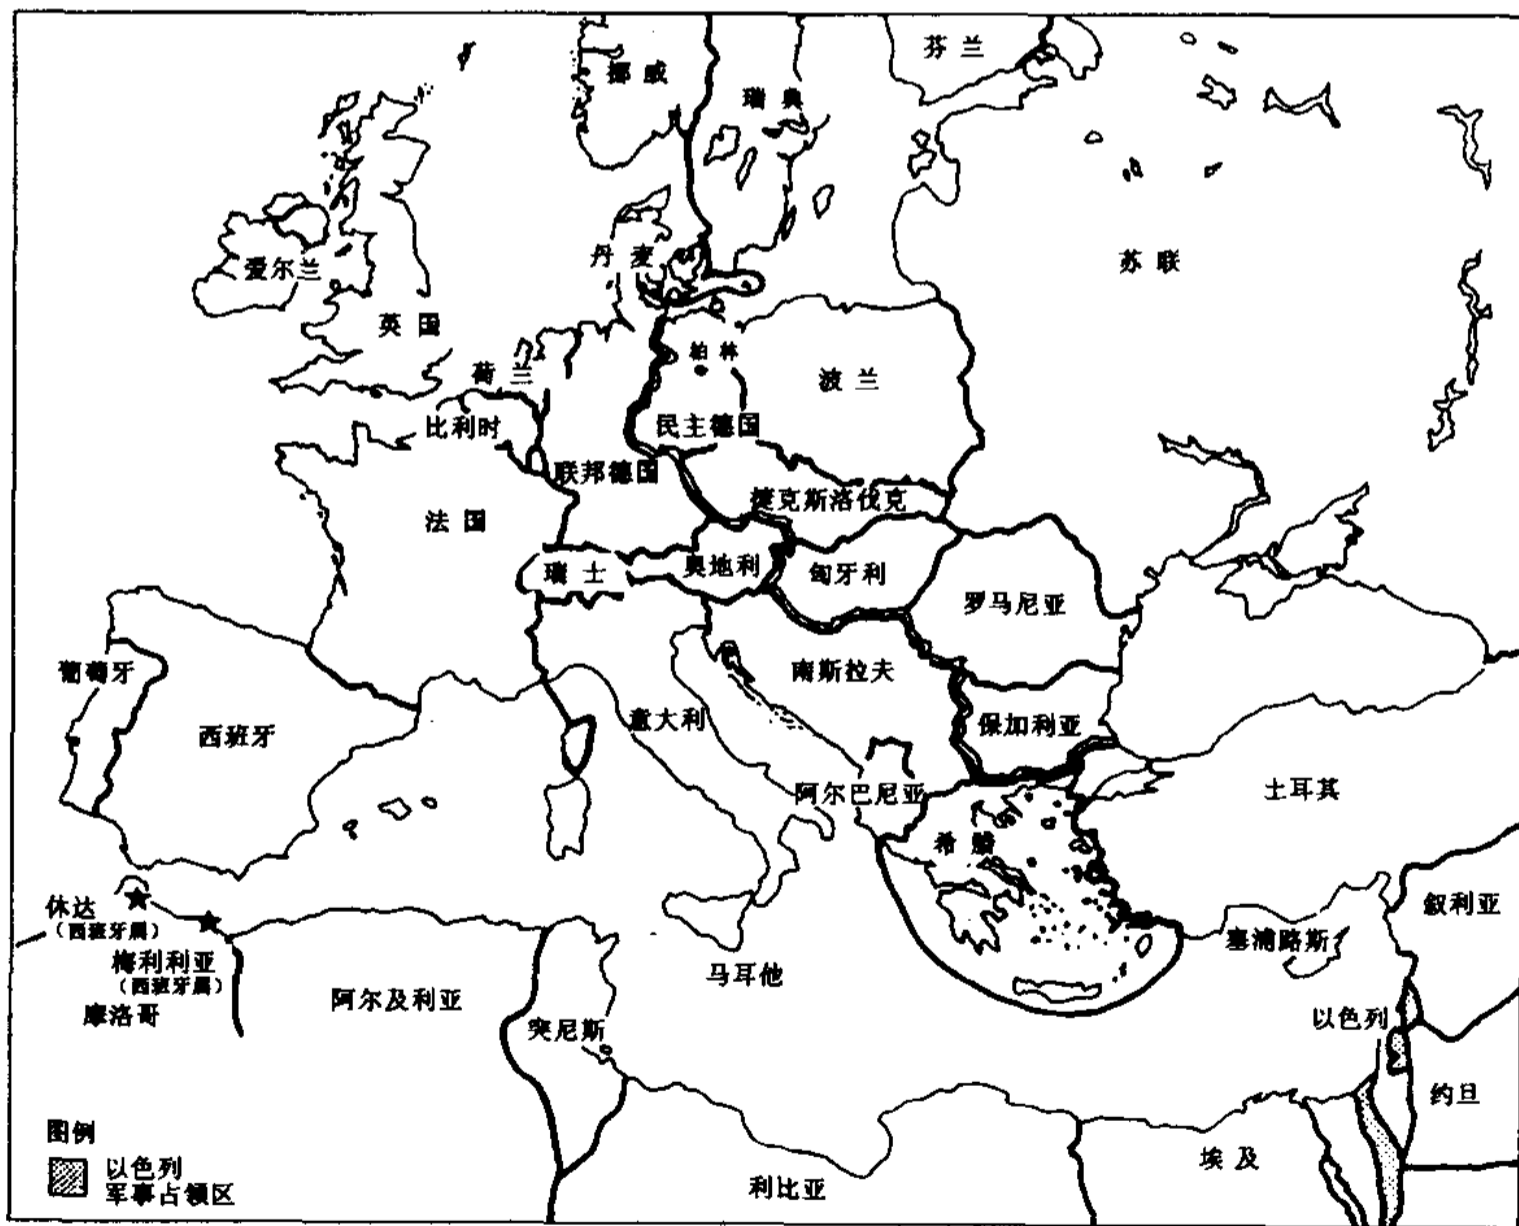 芬 兰
挪 威
瑞 典
苏 联
丹 麦
爱尔兰
英 国
柏 林
荷 兰
波 兰
比利时
民主德国
联邦德国
捷克斯洛伐克
法 国
瑞 士
奥地利
匈牙利
罗马尼亚
葡萄牙
南斯拉夫
西班牙
意大利
保加利亚
阿尔巴尼亚
土耳其
希 腊
休达
(西班牙属)
叙利亚
塞浦路斯
梅利利亚
(西班牙属)
马耳他
摩洛哥
阿尔及利亚
突尼斯
以色列
约旦
埃 及
利比亚
图例
以色列
军事占领区